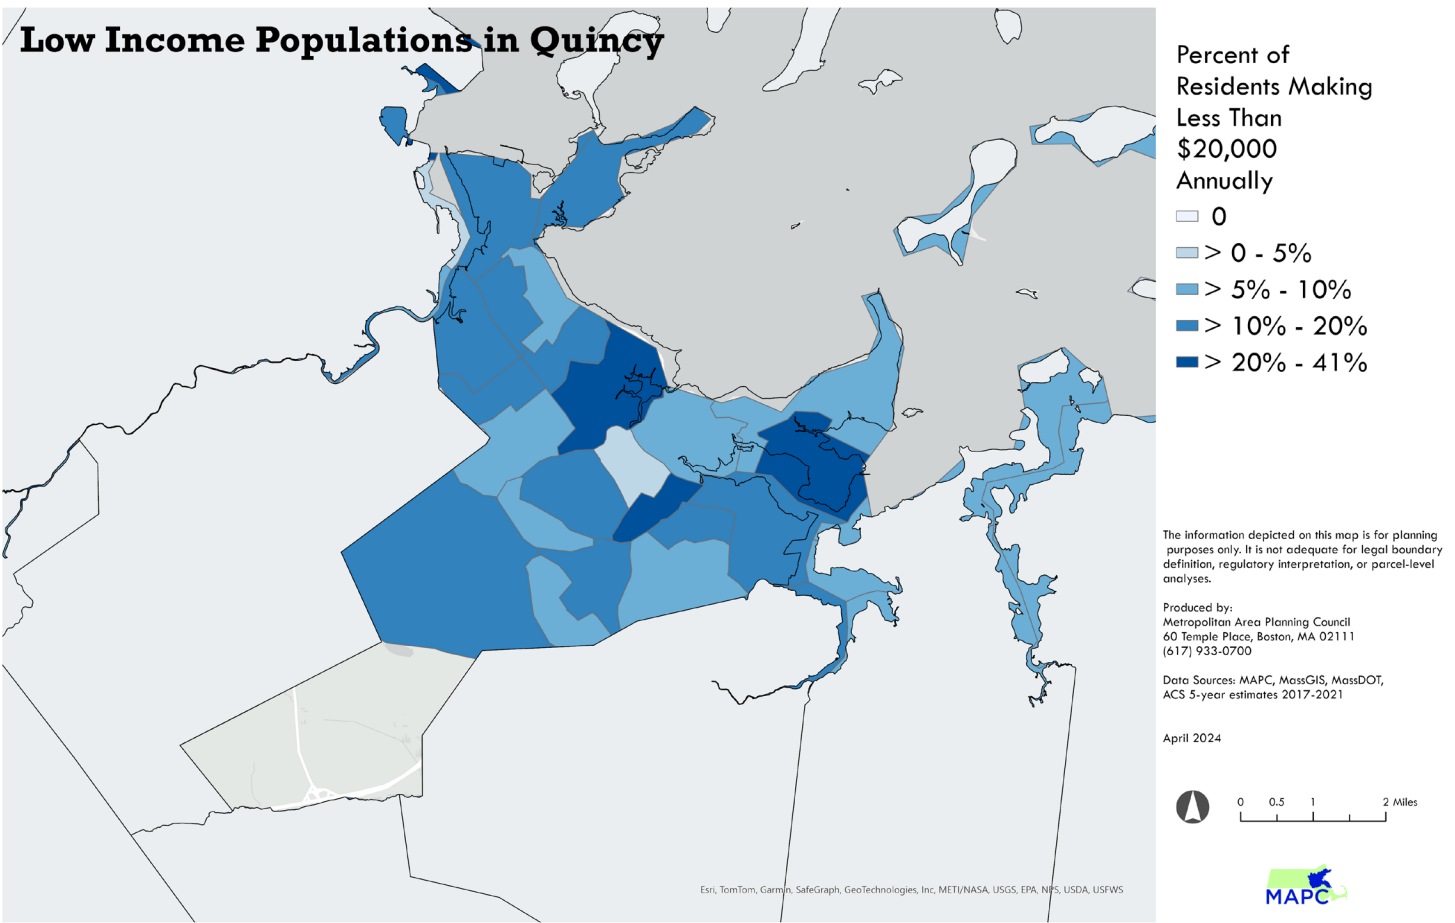 Low Income Populations in Quincy
Percent of
Residents Making
Less Than
$20,000
Annually
0
> 0 - 5%
> 5% - 10%
> 10% - 20%
> 20% - 41%
The information depicted on this map is for planning
purposes only. It is not adequate for legal boundary
definition, regulatory interpretation, or parcel-level
analyses.
Produced by:
Metropolitan Area Planning Council
60 Temple Place, Boston, MA 02111
(617) 933-0700
Data Sources: MAPC, MassGIS, MassDOT,
ACS 5-year estimates 2017-2021
April 2024
0 0.5 1 2 Miles
MAPC
Esri, TomTom, Garmin, SafeGraph, GeoTechnologies, Inc, METI/NASA, USGS, EPA, NPS, USDA, USFWS